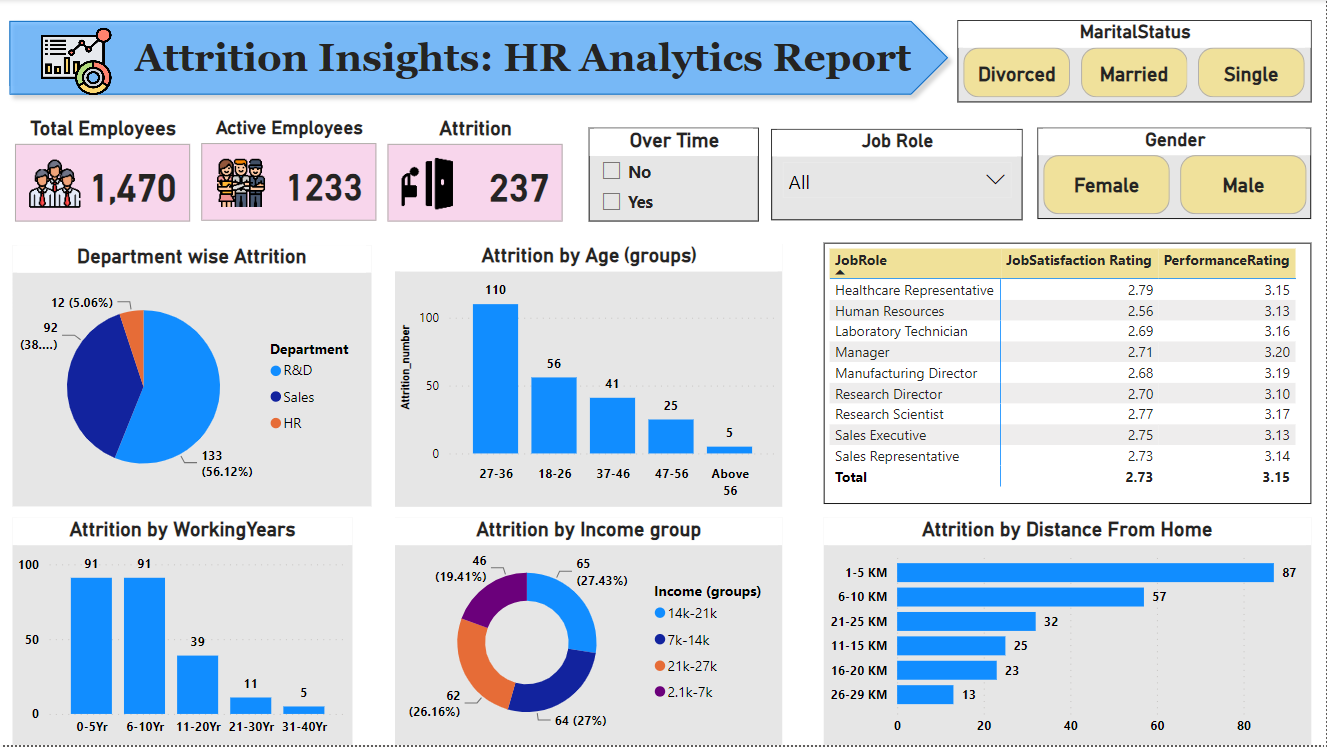 Attrition Insights: HR Analytics Report
MaritalStatus
Divorced Married Single
Total Employees
1,470
Active Employees
1233
Attrition
237
Over Time
No
Yes
Job Role
All
Gender
Female Male
Department wise Attrition
12 (5.06%)
92
(38....)
133
(56.12%)
Department
R&D
Sales
HR
Attrition by Age (groups)
Attrition_number
100
50
0
110
56
41
25
5
27-36 18-26 37-46 47-56 Above
56
JobRole JobSatisfaction Rating PerformanceRating
Healthcare Representative 2.79 3.15
Human Resources 2.56 3.13
Laboratory Technician 2.69 3.16
Manager 2.71 3.20
Manufacturing Director 2.68 3.19
Research Director 2.70 3.10
Research Scientist 2.77 3.17
Sales Executive 2.75 3.13
Sales Representative 2.73 3.14
Total 2.73 3.15
Attrition by WorkingYears
100
50
0
91 91 39 11 5
0-5Yr 6-10Yr 11-20Yr 21-30Yr 31-40Yr
Attrition by Income group
46
(19.41%)
65
(27.43%)
62
(26.16%)
64 (27%)
Income (groups)
14k-21k
7k-14k
21k-27k
2.1k-7k
Attrition by Distance From Home
1-5 KM 87
6-10 KM 57
21-25 KM 32
11-15 KM 25
16-20 KM 23
26-29 KM 13
0 20 40 60 80